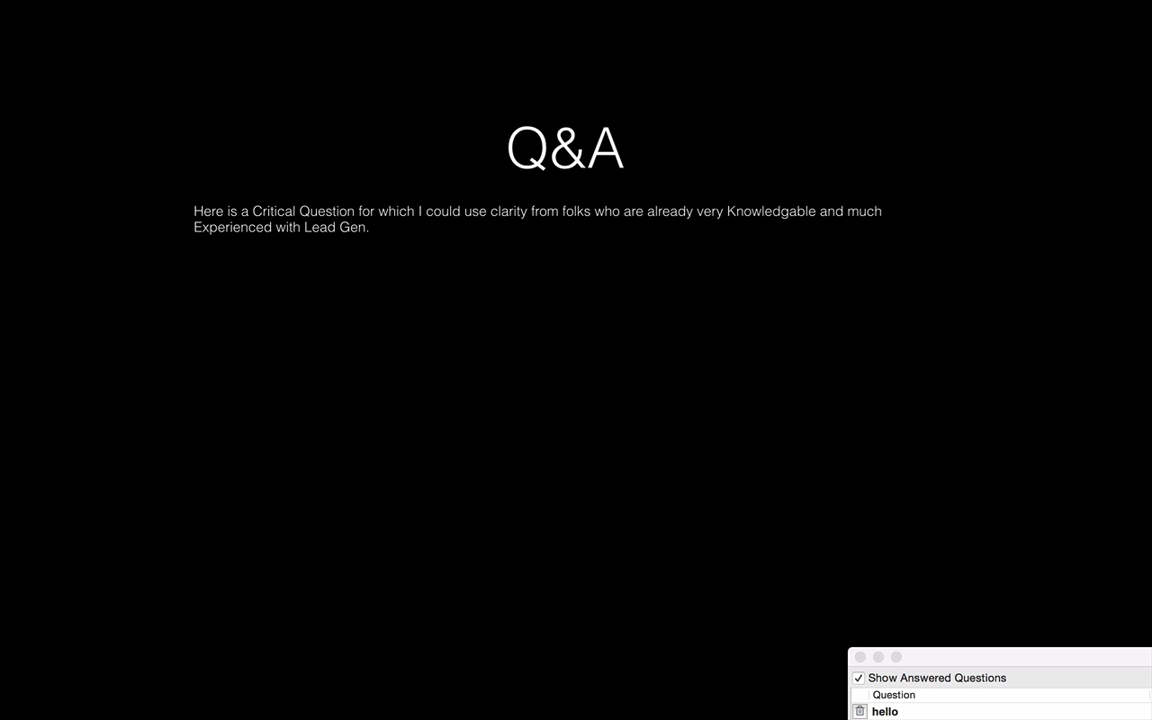 Q&A
Here is a Critical Question for which I could use clarity from folks who are already very Knowledgable and much
Experienced with Lead Gen.
Show Answered Questions
Question
hello